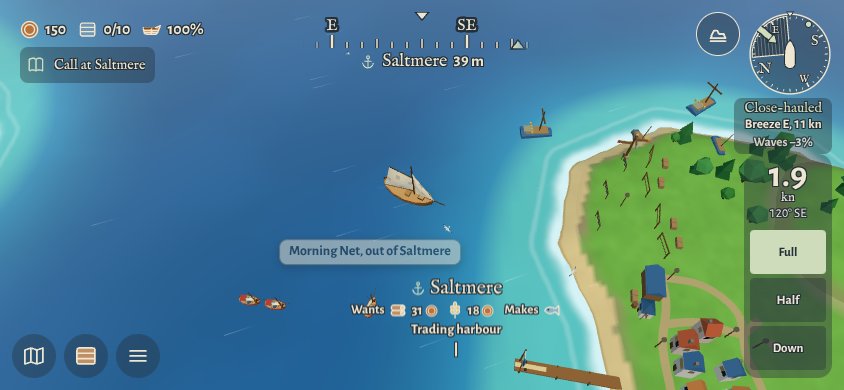 150
0/10
100%
Call at Saltmere
E
SE
Saltmere 39 m
E
S
N
W
Close-hauled
Breeze E, 11 kn
Waves −3%
1.9
kn
120° SE
Full
Half
Down
Morning Net, out of Saltmere
Saltmere
Wants 31 18 Makes
Trading harbour